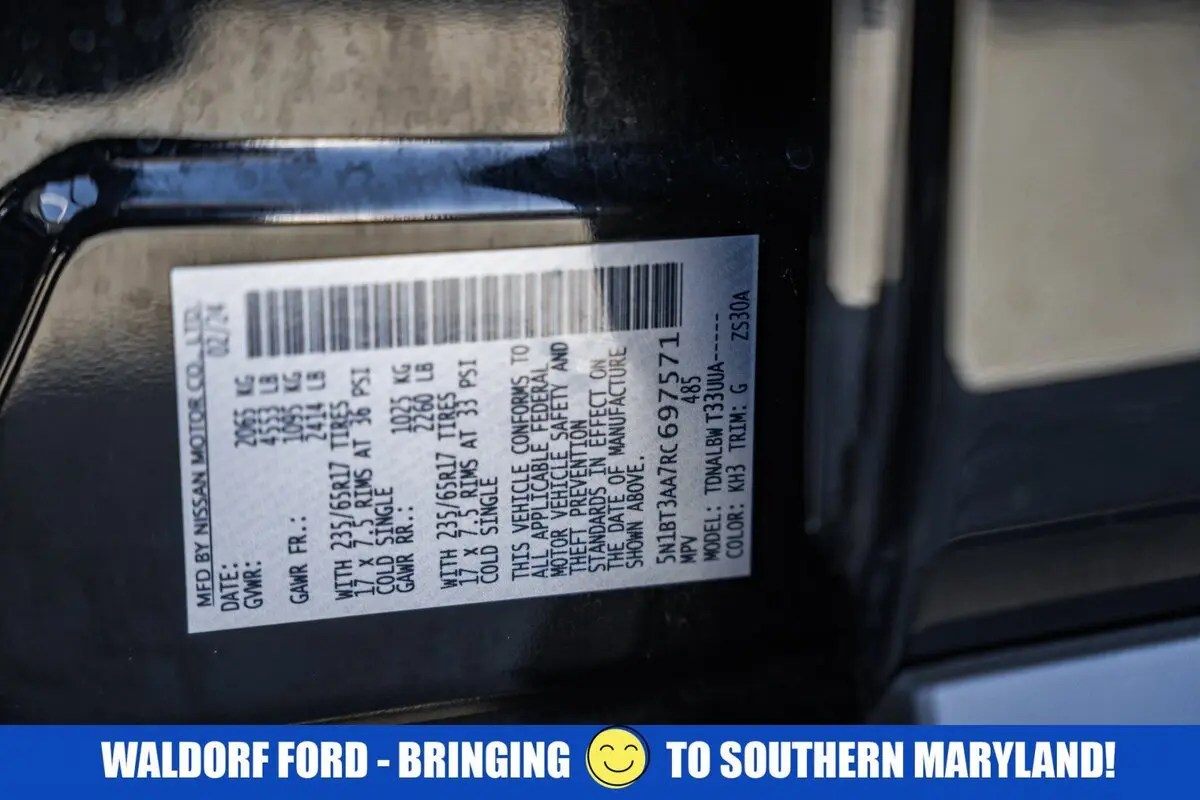 MFD BY NISSAN MOTOR CO., LTD.
DATE: 02/24
GVWR: 2065 KG
4553 LB
GAWR FR.: 1095 KG
2414 LB
WITH 235/65R17 TIRES
17 X 7.5 RIMS AT 36 PSI
COLD SINGLE
GAWR RR.: 1025 KG
2260 LB
WITH 235/65R17 TIRES
17 X 7.5 RIMS AT 33 PSI
COLD SINGLE
THIS VEHICLE CONFORMS TO
ALL APPLICABLE FEDERAL
MOTOR VEHICLE SAFETY AND
THEFT PREVENTION
STANDARDS IN EFFECT ON
THE DATE OF MANUFACTURE
SHOWN ABOVE.
5N1BT3AA7RC697571
MPV 485
MODEL: TDNALBW T33UUA-----
COLOR: KH3 TRIM: G ZS30A
WALDORF FORD - BRINGING TO SOUTHERN MARYLAND!